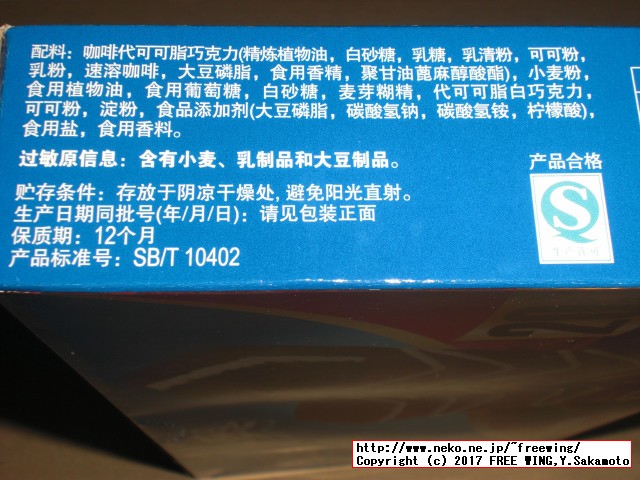 配料：咖啡代可可脂巧克力(精炼植物油，白砂糖，乳糖，乳清粉，可可粉，
乳粉，速溶咖啡，大豆磷脂，食用香精，聚甘油蓖麻醇酸酯)，小麦粉，
食用植物油，食用葡萄糖，白砂糖，麦芽糊精，代可可脂白巧克力，
可可粉，淀粉，食品添加剂(大豆磷脂，碳酸氢钠，碳酸氢铵，柠檬酸)，
食用盐，食用香料。
过敏原信息：含有小麦、乳制品和大豆制品。
产品合格
贮存条件：存放于阴凉干燥处,避免阳光直射。
生产日期同批号(年/月/日)：请见包装正面
保质期：12个月
产品标准号：SB/T 10402
http://www.neko.ne.jp/~freewing/
Copyright (c) 2017 FREE WING,Y.Sakamoto